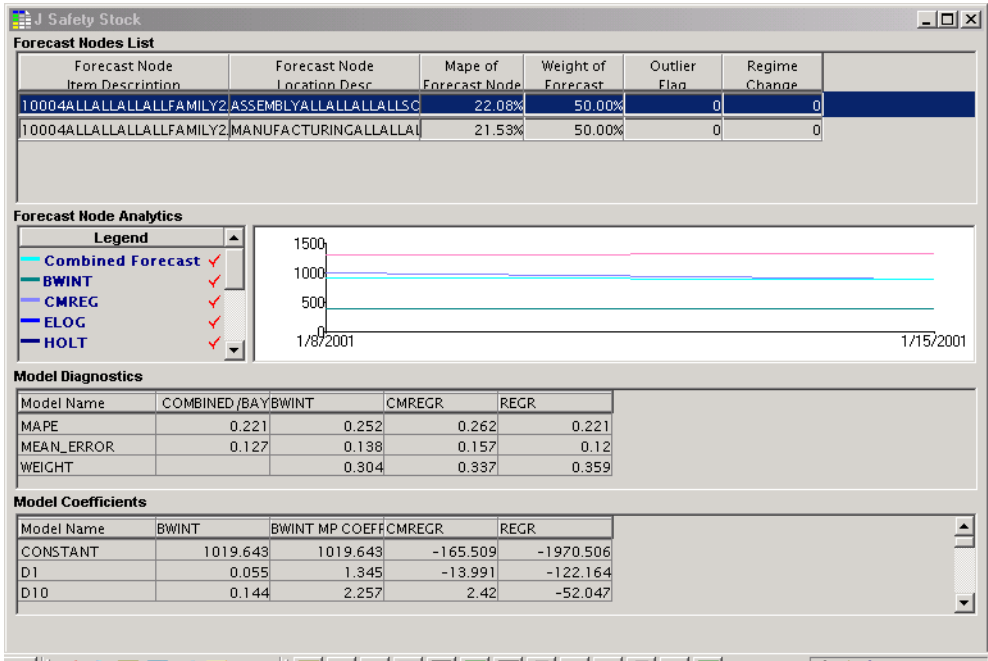 J Safety Stock
Forecast Nodes List
Forecast Node Item Description Forecast Node Location Desc Mape of Forecast Node Weight of Forecast Outlier Flag Regime Change
10004ALLALLALLALLFAMILY2 ASSEMBLYALLALLALLALLSC 22.08% 50.00% 0 0
10004ALLALLALLALLFAMILY2 MANUFACTURINGALLALLAL 21.53% 50.00% 0 0
Forecast Node Analytics
Legend
Combined Forecast
BWINT
CMREG
ELOG
HOLT
1500
1000
500
0
1/8/2001 1/15/2001
Model Diagnostics
Model Name COMBINED/BAY BWINT CMREGR REGR
MAPE 0.221 0.252 0.262 0.221
MEAN_ERROR 0.127 0.138 0.157 0.12
WEIGHT 0.304 0.337 0.359
Model Coefficients
Model Name BWINT BWINT MP COEFF CMREGR REGR
CONSTANT 1019.643 1019.643 -165.509 -1970.506
D1 0.055 1.345 -13.991 -122.164
D10 0.144 2.257 2.42 -52.047